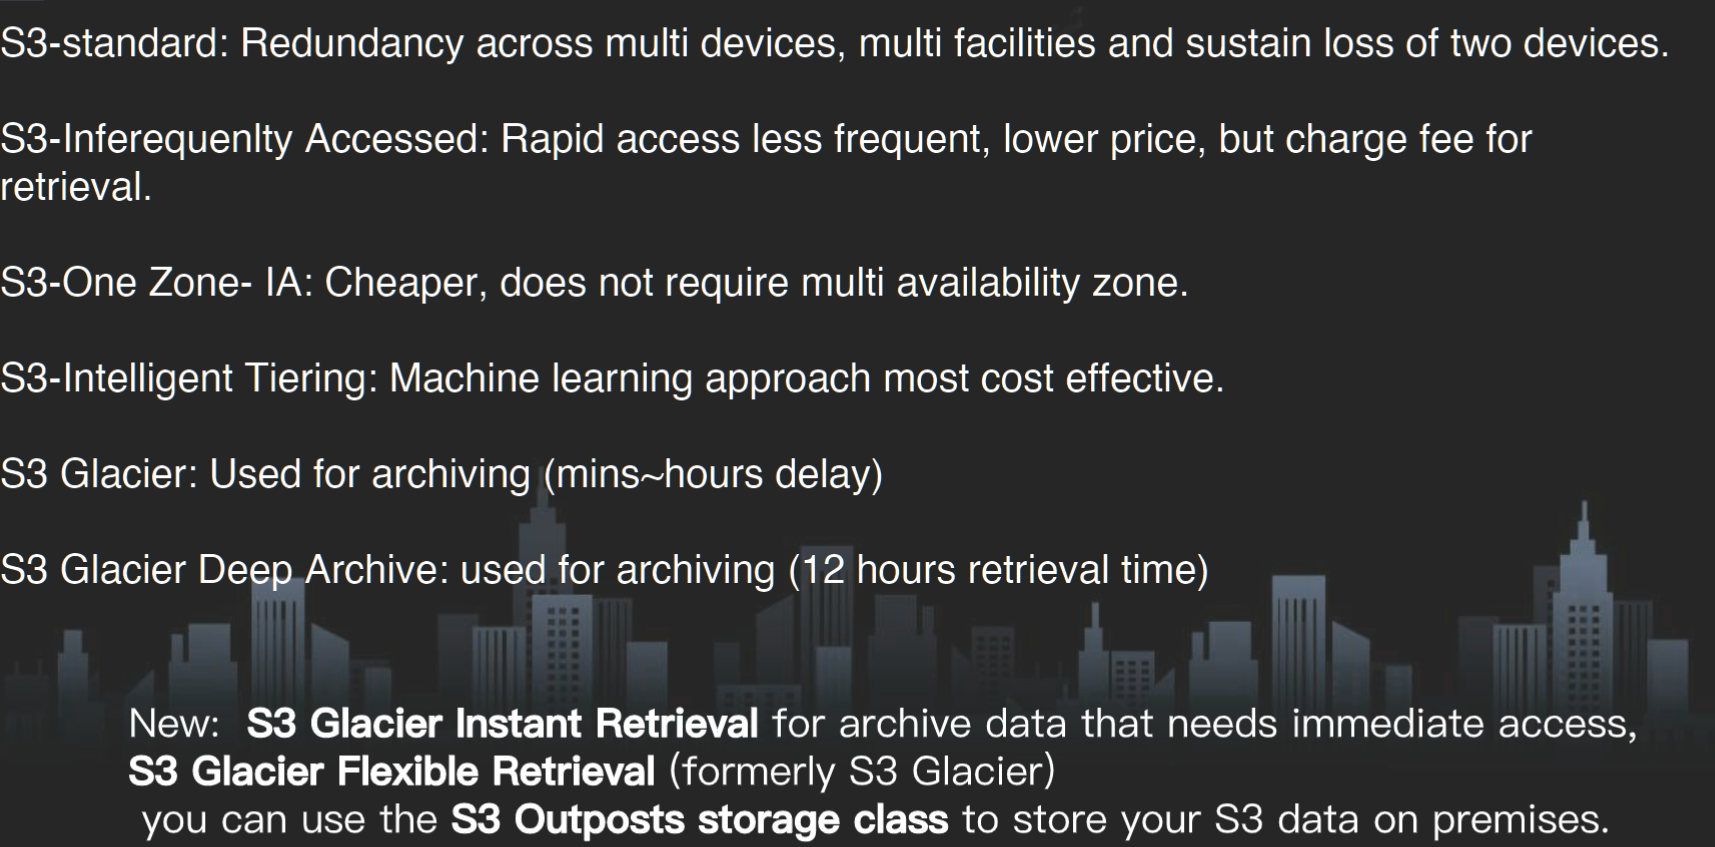 S3-standard: Redundancy across multi devices, multi facilities and sustain loss of two devices.
S3-Inferequenlty Accessed: Rapid access less frequent, lower price, but charge fee for
retrieval.
S3-One Zone- IA: Cheaper, does not require multi availability zone.
S3-Intelligent Tiering: Machine learning approach most cost effective.
S3 Glacier: Used for archiving (mins~hours delay)
S3 Glacier Deep Archive: used for archiving (12 hours retrieval time)
New: S3 Glacier Instant Retrieval for archive data that needs immediate access,
S3 Glacier Flexible Retrieval (formerly S3 Glacier)
you can use the S3 Outposts storage class to store your S3 data on premises.